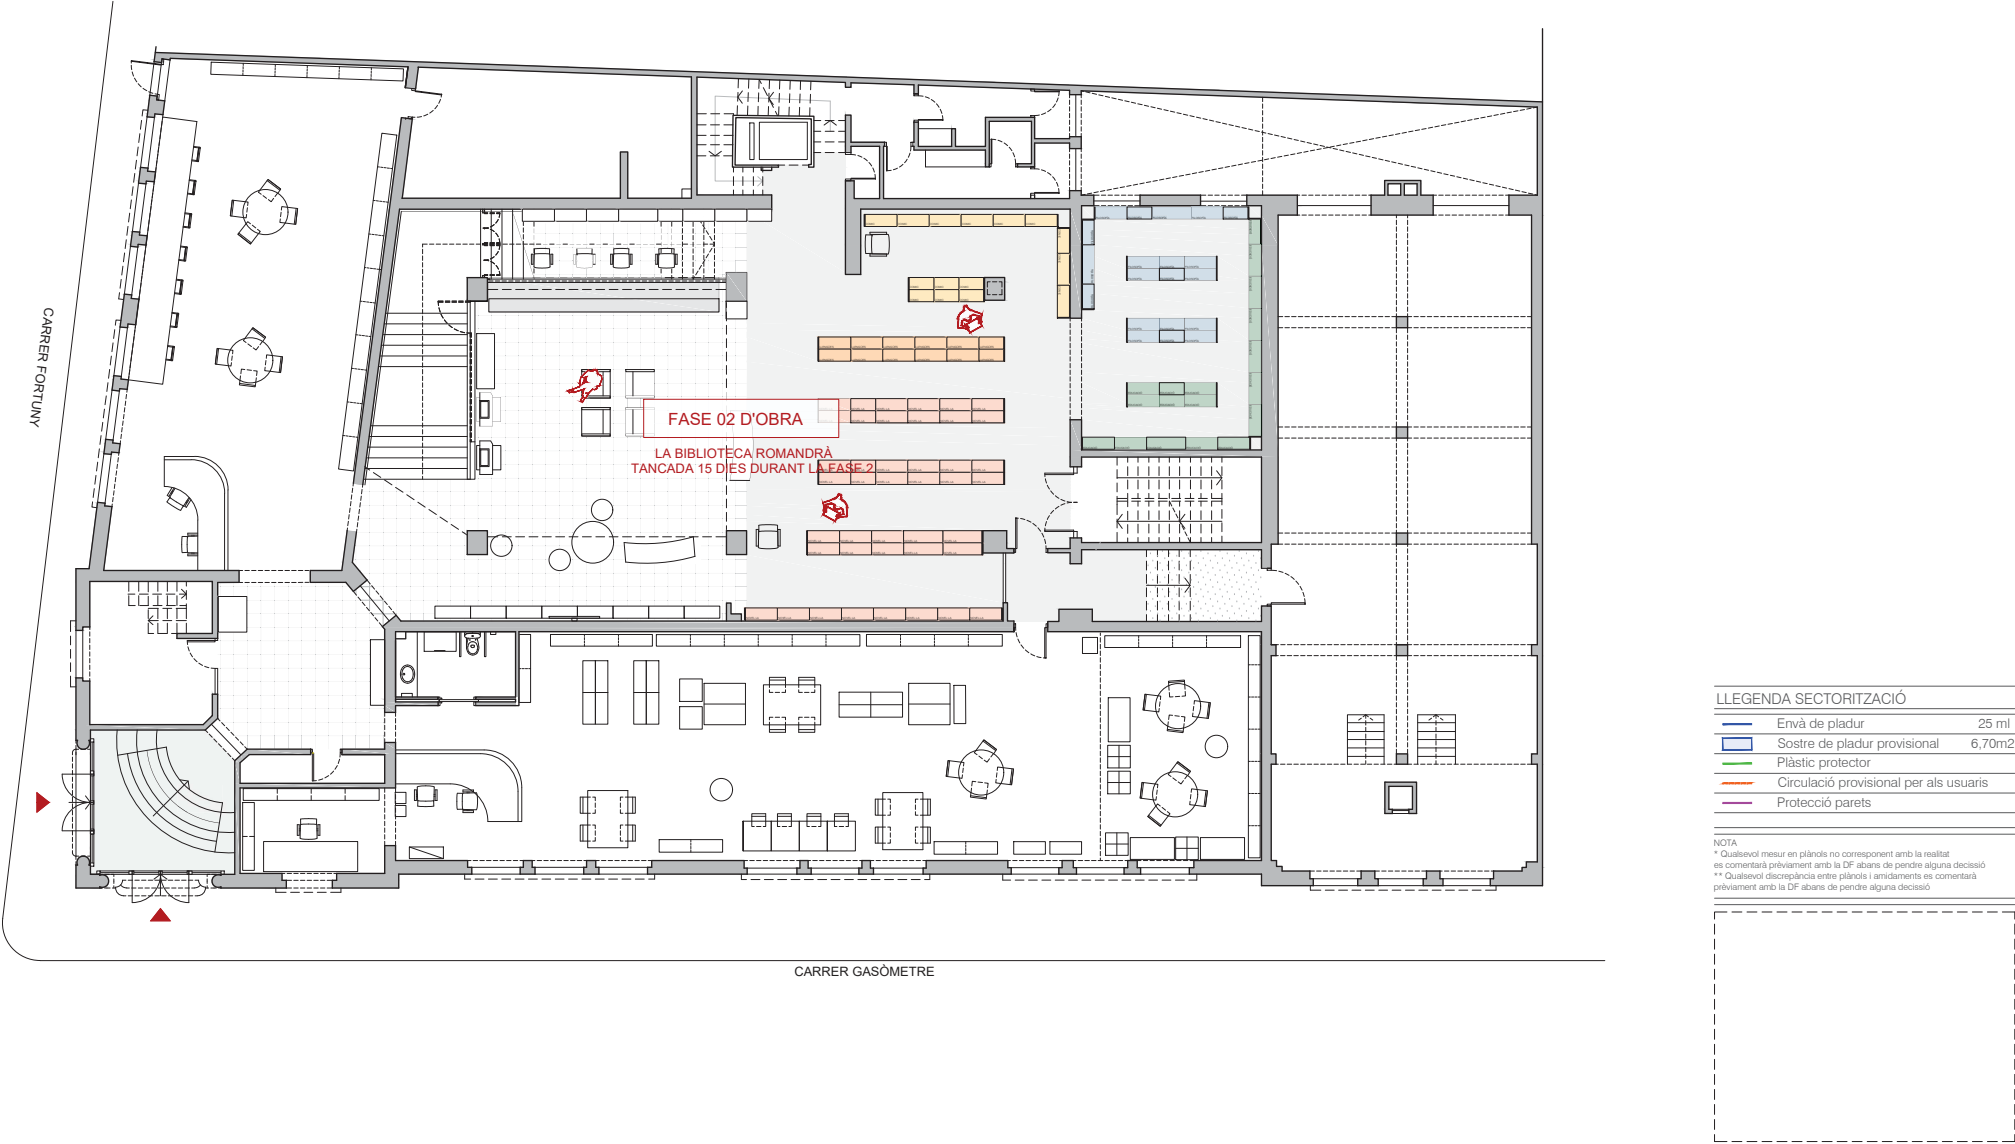 CARRER FORTUNY
FASE 02 D'OBRA
LA BIBLIOTECA ROMANDRÀ
TANCADA 15 DIES DURANT LA FASE 2
CARRER GASÒMETRE
LLEGENDA SECTORITZACIÓ
Envà de pladur 25 ml
Sostre de pladur provisional 6,70m2
Plàstic protector
Circulació provisional per als usuaris
Protecció parets
NOTA
* Qualsevol mesur en plànols no corresponent amb la realitat
es comentarà prèviament amb la DF abans de pendre alguna decissió
** Qualsevol discrepància entre plànols i amidaments es comentarà
prèviament amb la DF abans de pendre alguna decissió